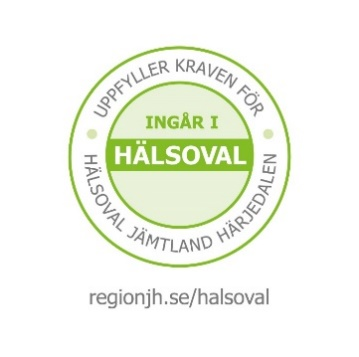 UPPFYLLER KRAVEN FÖR
INGÅR I
HÄLSOVAL
HÄLSOVAL JÄMTLAND HÄRJEDALEN
regionjh.se/halsoval